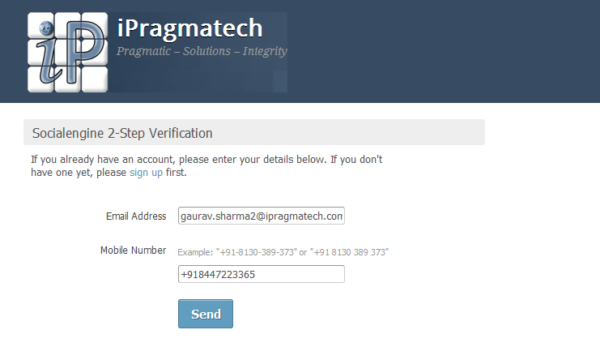 iP
iPragmatech
Pragmatic – Solutions – Integrity
Socialengine 2-Step Verification
If you already have an account, please enter your details below. If you don't
have one yet, please sign up first.
Email Address gaurav.sharma2@ipragmatech.com
Mobile Number Example: "+91-8130-389-373" or "+91 8130 389 373"
+918447223365
Send